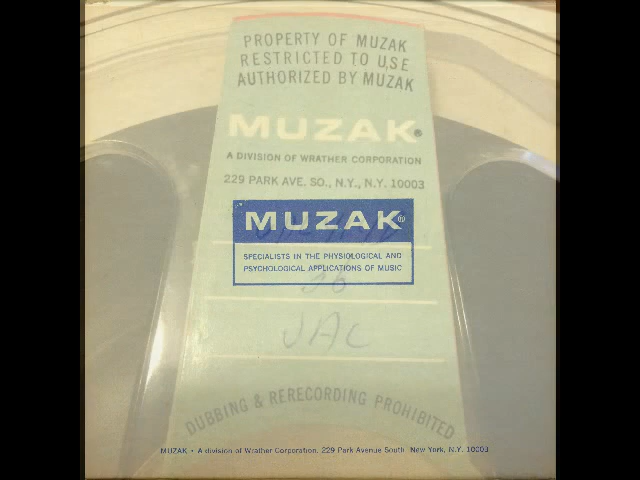 PROPERTY OF MUZAK
RESTRICTED TO USE
AUTHORIZED BY MUZAK
MUZAK®
A DIVISION OF WRATHER CORPORATION
229 PARK AVE. SO., N.Y., N.Y. 10003
MUZAK®
SPECIALISTS IN THE PHYSIOLOGICAL AND
PSYCHOLOGICAL APPLICATIONS OF MUSIC
36
JAC
DUBBING & RERECORDING PROHIBITED
MUZAK • A division of Wrather Corporation, 229 Park Avenue South, New York, N.Y. 10003